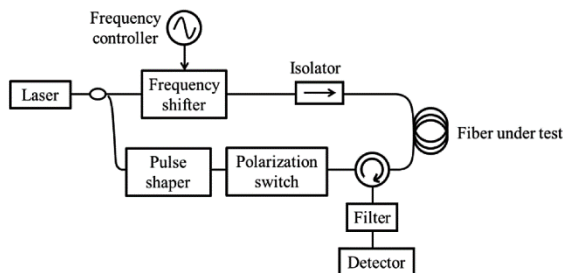 Frequency
controller
Isolator
Laser
Frequency
shifter
Fiber under test
Pulse
shaper
Polarization
switch
Filter
Detector